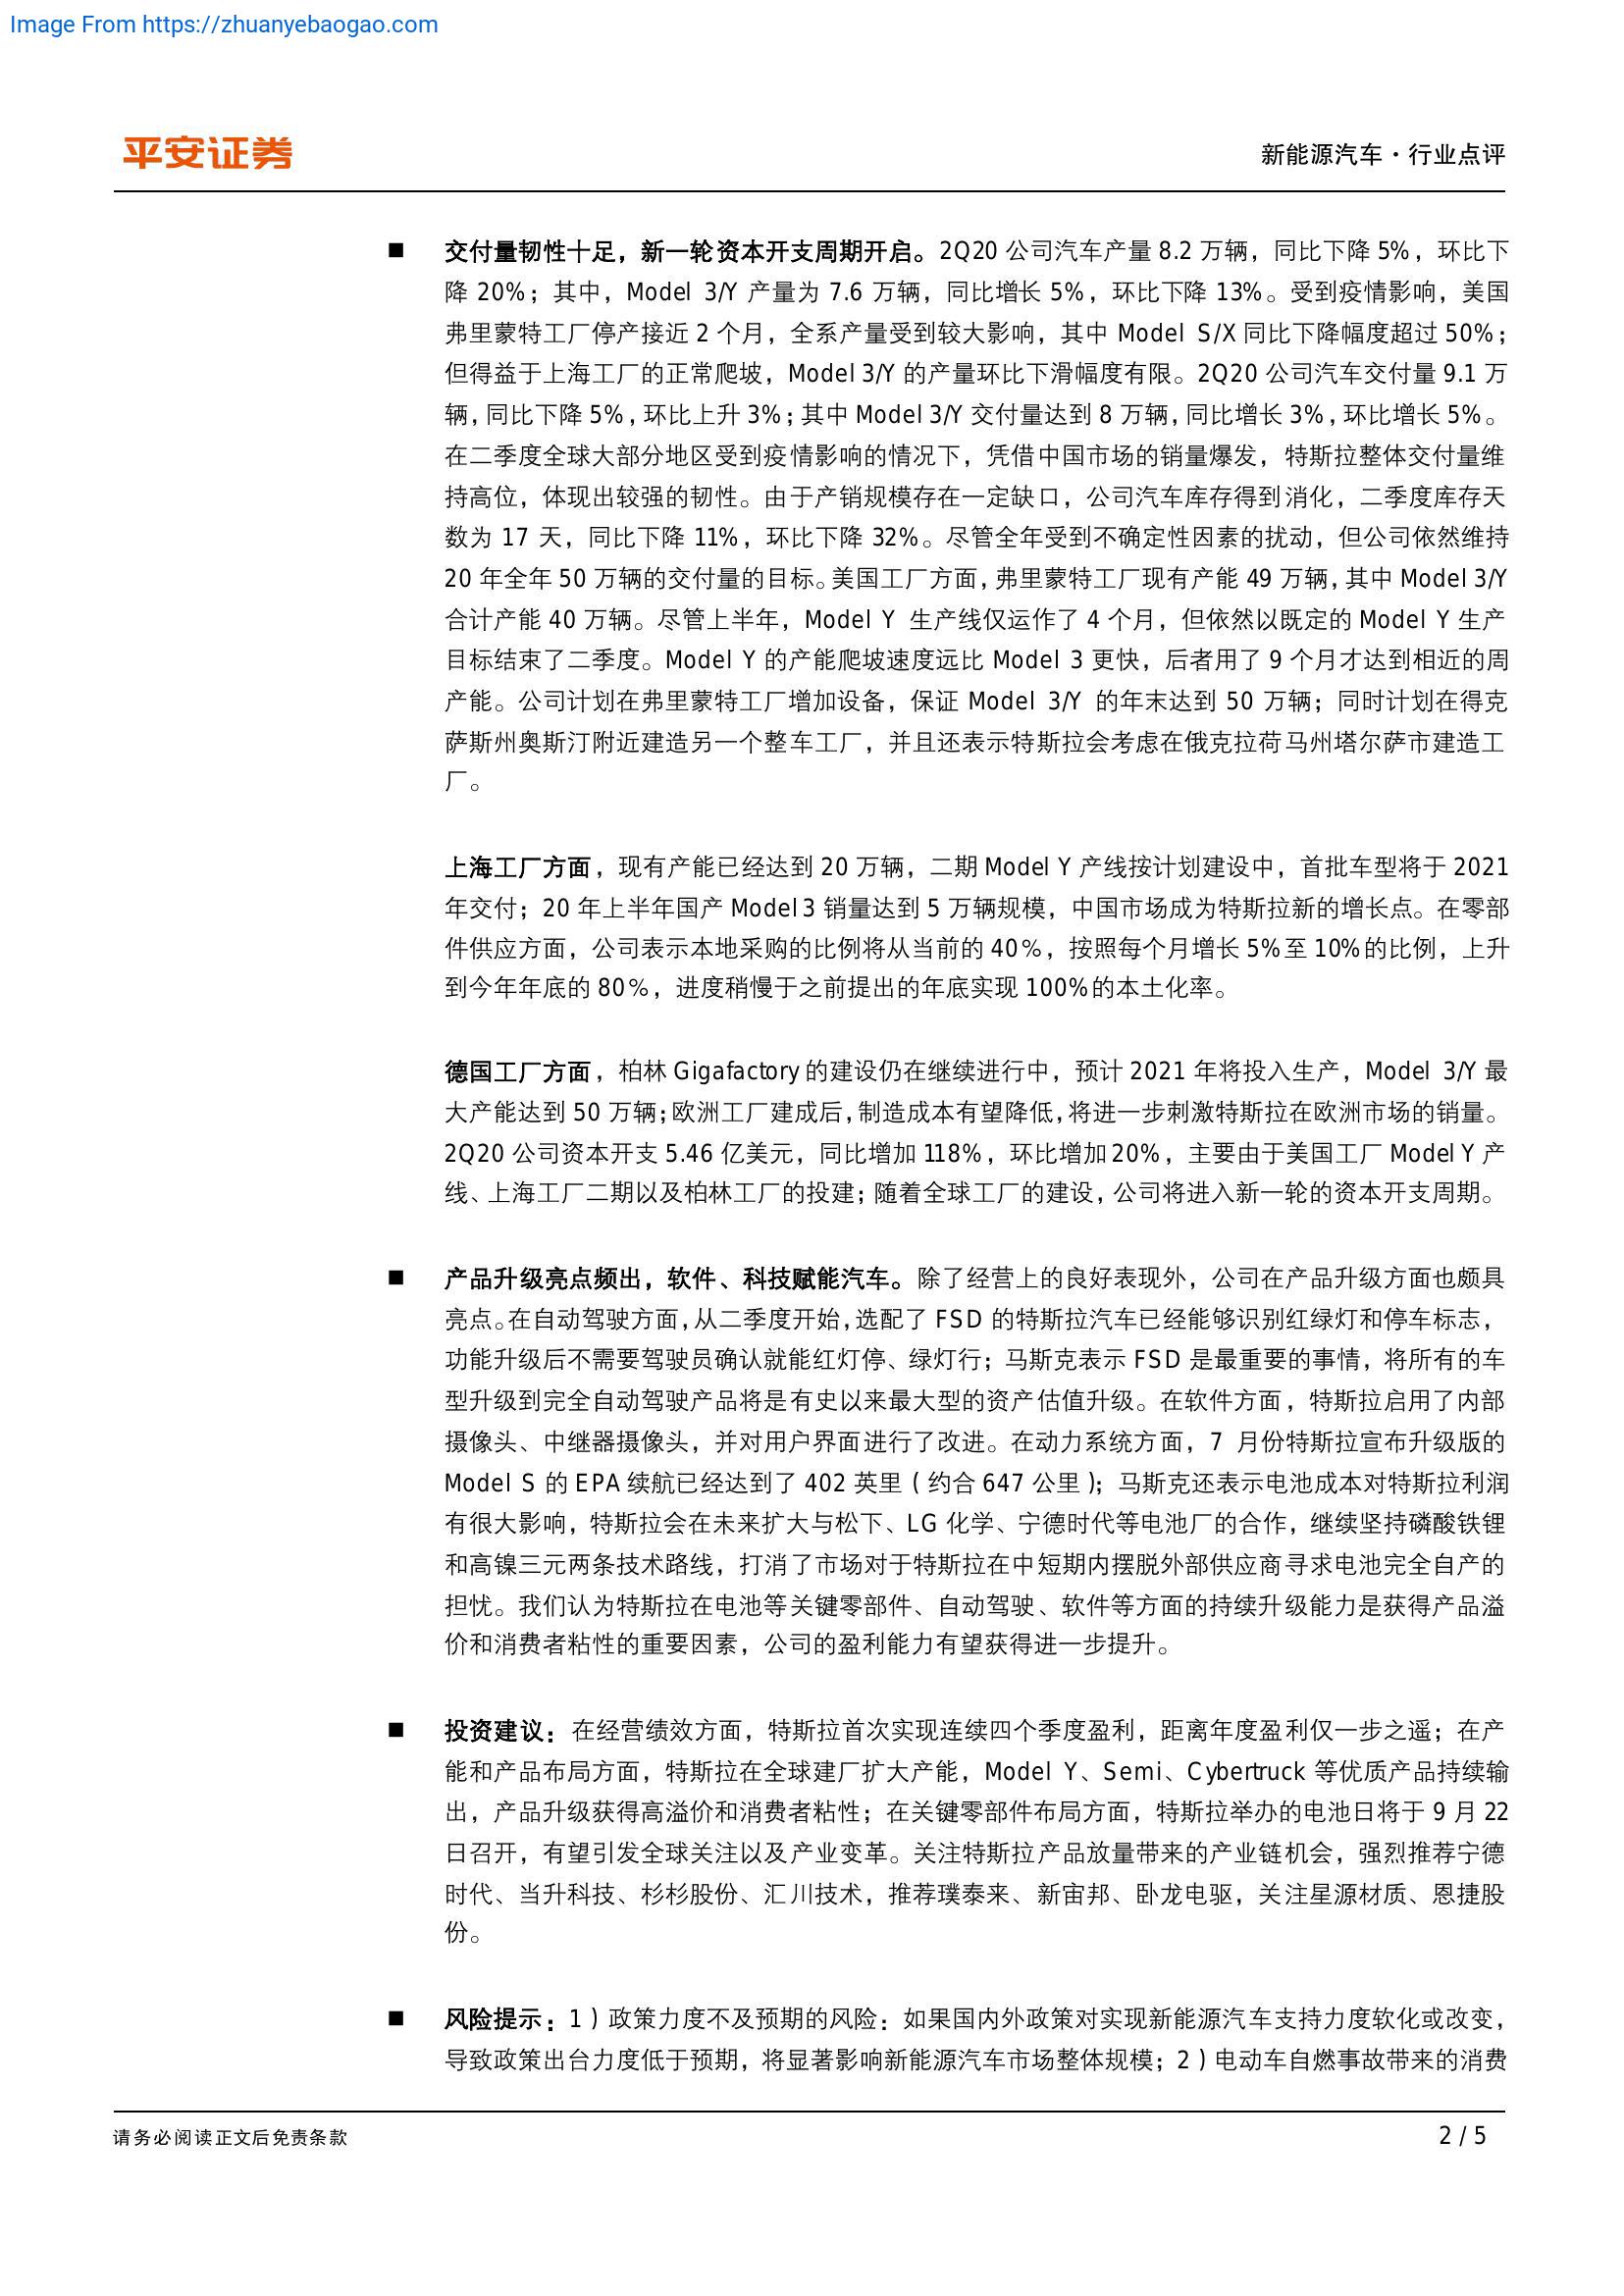 Image From https://zhuanyebaogao.com
平安证券
新能源汽车·行业点评
■ 交付量韧性十足，新一轮资本开支周期开启。2Q20 公司汽车产量 8.2 万辆，同比下降 5%，环比下
降 20%；其中，Model 3/Y 产量为 7.6 万辆，同比增长 5%，环比下降 13%。受到疫情影响，美国
弗里蒙特工厂停产接近 2 个月，全系产量受到较大影响，其中 Model S/X 同比下降幅度超过 50%；
但得益于上海工厂的正常爬坡，Model 3/Y 的产量环比下滑幅度有限。2Q20 公司汽车交付量 9.1 万
辆，同比下降 5%，环比上升 3%；其中 Model 3/Y 交付量达到 8 万辆，同比增长 3%，环比增长 5%。
在二季度全球大部分地区受到疫情影响的情况下，凭借中国市场的销量爆发，特斯拉整体交付量维
持高位，体现出较强的韧性。由于产销规模存在一定缺口，公司汽车库存得到消化，二季度库存天
数为 17 天，同比下降 11%，环比下降 32%。尽管全年受到不确定性因素的扰动，但公司依然维持
20 年全年 50 万辆的交付量的目标。美国工厂方面，弗里蒙特工厂现有产能 49 万辆，其中 Model 3/Y
合计产能 40 万辆。尽管上半年，Model Y 生产线仅运作了 4 个月，但依然以既定的 Model Y 生产
目标结束了二季度。Model Y 的产能爬坡速度远比 Model 3 更快，后者用了 9 个月才达到相近的周
产能。公司计划在弗里蒙特工厂增加设备，保证 Model 3/Y 的年末达到 50 万辆；同时计划在得克
萨斯州奥斯汀附近建造另一个整车工厂，并且还表示特斯拉会考虑在俄克拉荷马州塔尔萨市建造工
厂。
上海工厂方面，现有产能已经达到 20 万辆，二期 Model Y 产线按计划建设中，首批车型将于 2021
年交付；20 年上半年国产 Model 3 销量达到 5 万辆规模，中国市场成为特斯拉新的增长点。在零部
件供应方面，公司表示本地采购的比例将从当前的 40％，按照每个月增长 5%至 10%的比例，上升
到今年年底的 80％，进度稍慢于之前提出的年底实现 100%的本土化率。
德国工厂方面，柏林 Gigafactory 的建设仍在继续进行中，预计 2021 年将投入生产，Model 3/Y 最
大产能达到 50 万辆；欧洲工厂建成后，制造成本有望降低，将进一步刺激特斯拉在欧洲市场的销量。
2Q20 公司资本开支 5.46 亿美元，同比增加 118%，环比增加 20%，主要由于美国工厂 Model Y 产
线、上海工厂二期以及柏林工厂的投建；随着全球工厂的建设，公司将进入新一轮的资本开支周期。
■ 产品升级亮点频出，软件、科技赋能汽车。除了经营上的良好表现外，公司在产品升级方面也颇具
亮点。在自动驾驶方面，从二季度开始，选配了 FSD 的特斯拉汽车已经能够识别红绿灯和停车标志，
功能升级后不需要驾驶员确认就能红灯停、绿灯行；马斯克表示 FSD 是最重要的事情，将所有的车
型升级到完全自动驾驶产品将是有史以来最大型的资产估值升级。在软件方面，特斯拉启用了内部
摄像头、中继器摄像头，并对用户界面进行了改进。在动力系统方面，7 月份特斯拉宣布升级版的
Model S 的 EPA 续航已经达到了 402 英里（约合 647 公里）；马斯克还表示电池成本对特斯拉利润
有很大影响，特斯拉会在未来扩大与松下、LG 化学、宁德时代等电池厂的合作，继续坚持磷酸铁锂
和高镍三元两条技术路线，打消了市场对于特斯拉在中短期内摆脱外部供应商寻求电池完全自产的
担忧。我们认为特斯拉在电池等关键零部件、自动驾驶、软件等方面的持续升级能力是获得产品溢
价和消费者粘性的重要因素，公司的盈利能力有望获得进一步提升。
■ 投资建议：在经营绩效方面，特斯拉首次实现连续四个季度盈利，距离年度盈利仅一步之遥；在产
能和产品布局方面，特斯拉在全球建厂扩大产能，Model Y、Semi、Cybertruck 等优质产品持续输
出，产品升级获得高溢价和消费者粘性；在关键零部件布局方面，特斯拉举办的电池日将于 9 月 22
日召开，有望引发全球关注以及产业变革。关注特斯拉产品放量带来的产业链机会，强烈推荐宁德
时代、当升科技、杉杉股份、汇川技术，推荐璞泰来、新宙邦、卧龙电驱，关注星源材质、恩捷股
份。
■ 风险提示：1）政策力度不及预期的风险：如果国内外政策对实现新能源汽车支持力度软化或改变，
导致政策出台力度低于预期，将显著影响新能源汽车市场整体规模；2）电动车自燃事故带来的消费
请务必阅读正文后免责条款
2 / 5